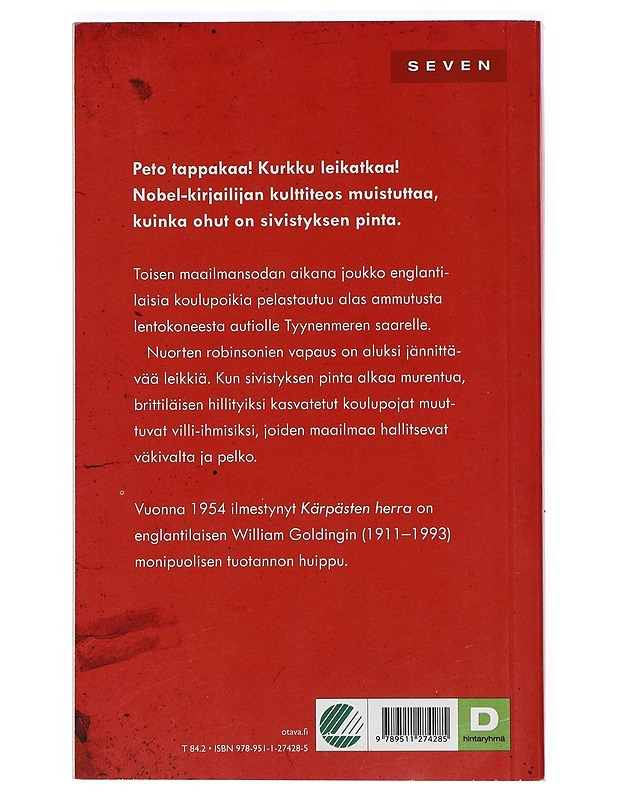 SEVEN
Peto tappakaa! Kurkku leikatkaa!
Nobel-kirjailijan kulttiteos muistuttaa,
kuinka ohut on sivistyksen pinta.
Toisen maailmansodan aikana joukko englanti-
laisia koulupoikia pelastautuu alas ammutusta
lentokoneesta autiolle Tyynenmeren saarelle.
Nuorten robinsonien vapaus on aluksi jännittä-
vää leikkiä. Kun sivistyksen pinta alkaa murentua,
brittiläisen hillityiksi kasvatetut koulupojat muut-
tuvat villi-ihmisiksi, joiden maailmaa hallitsevat
väkivalta ja pelko.
Vuonna 1954 ilmestynyt Kärpästen herra on
englantilaisen William Goldingin (1911–1993)
monipuolisen tuotannon huippu.
otava.fi
T 84.2 • ISBN 978-951-1-27428-5
9 789511 274285
D
hintaryhmä